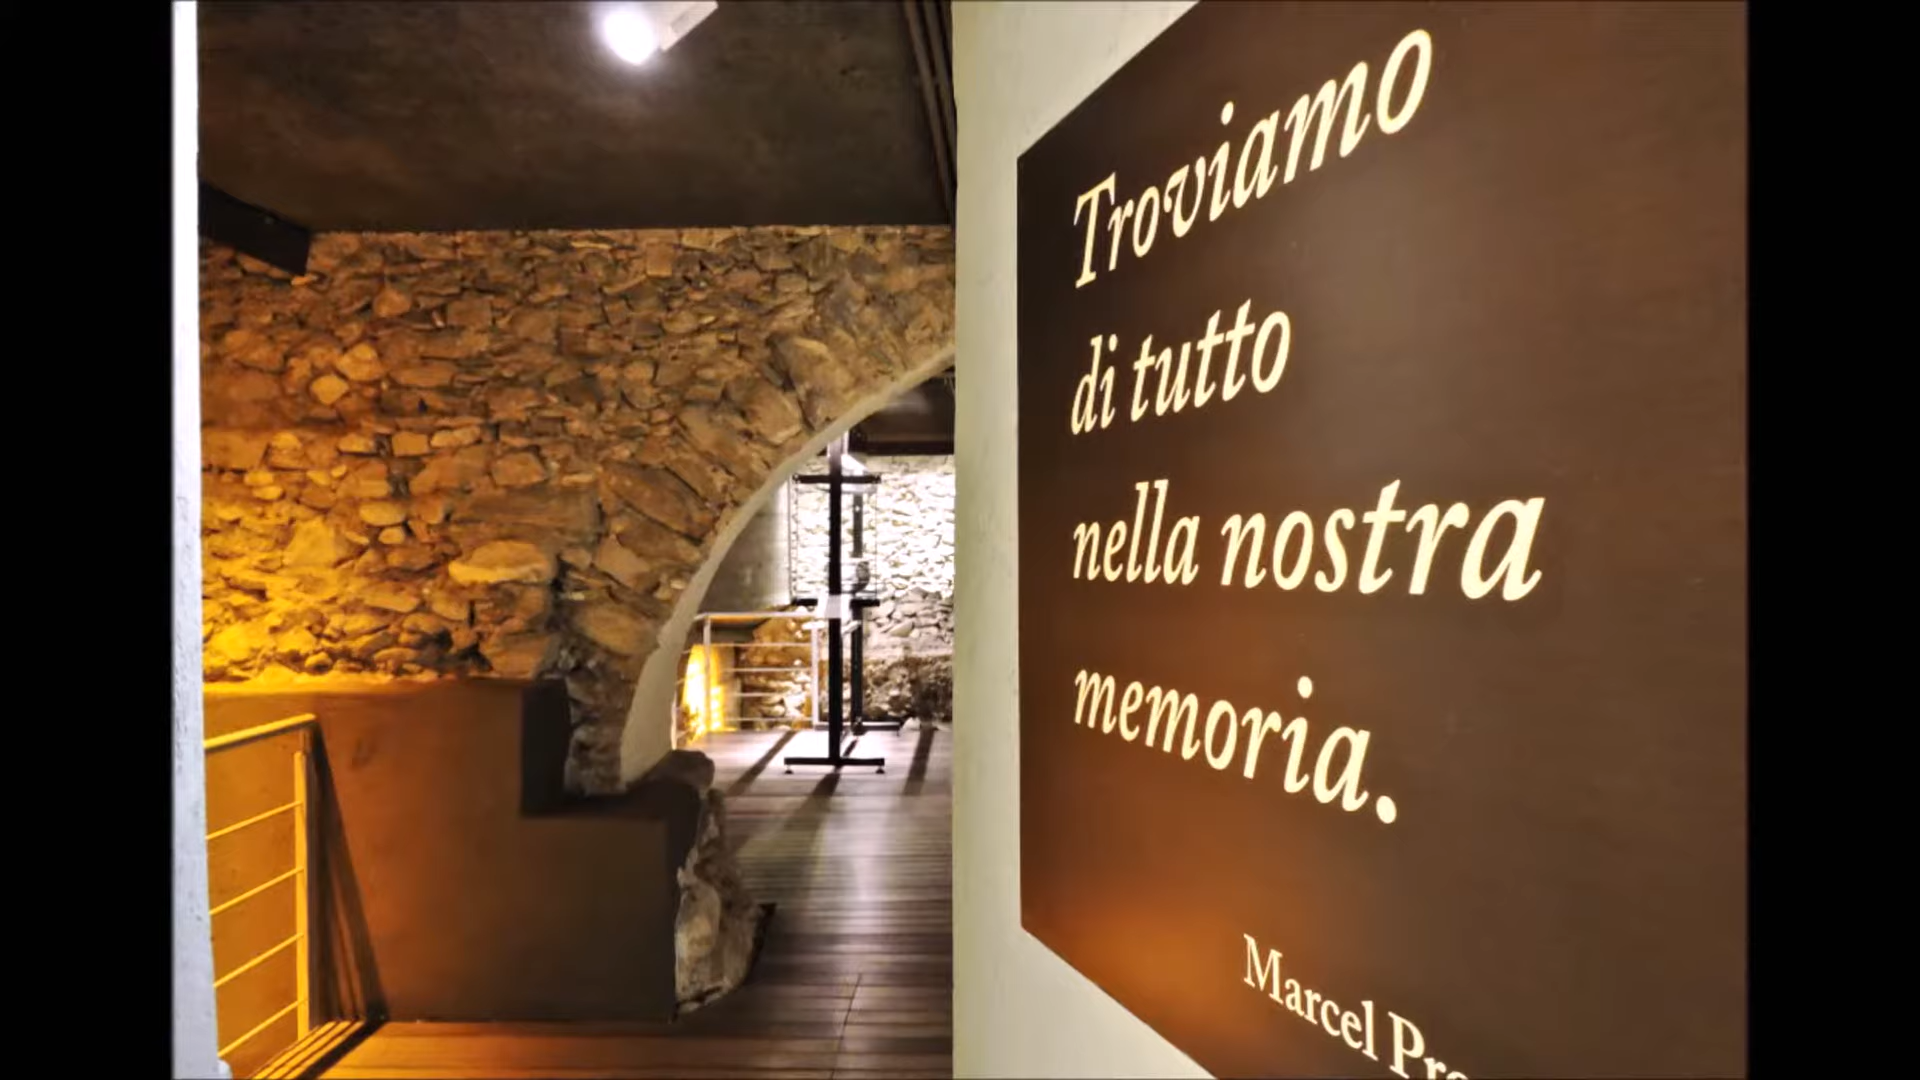 Troviamo
di tutto
nella nostra
memoria.
Marcel